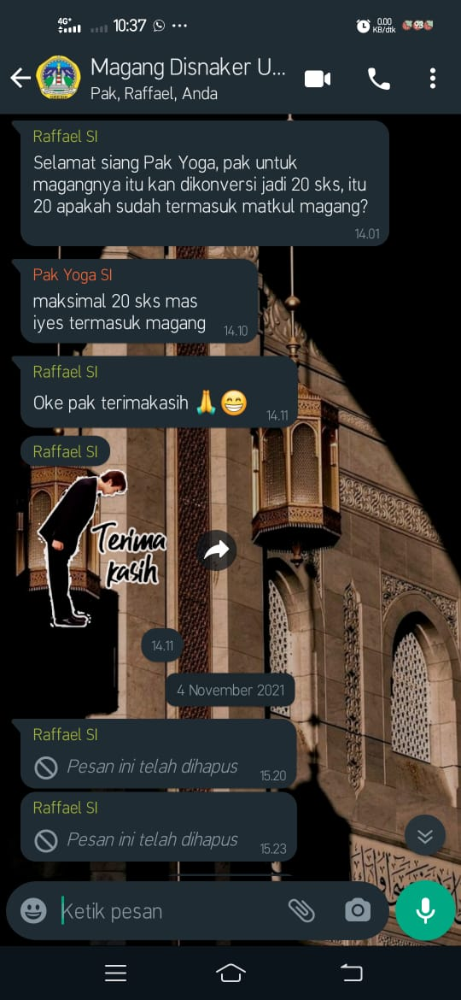 4G+
10:37
0.00
KB/dtk
93
Magang Disnaker U...
Pak, Raffael, Anda
Raffael SI
Selamat siang Pak Yoga, pak untuk
magangnya itu kan dikonversi jadi 20 sks, itu
20 apakah sudah termasuk matkul magang?
14.01
Pak Yoga SI
maksimal 20 sks mas
iyes termasuk magang
14.10
Raffael SI
Oke pak terimakasih 🙏😁
14.11
Raffael SI
Terima
kasih
14.11
4 November 2021
Raffael SI
Pesan ini telah dihapus
15.20
Raffael SI
Pesan ini telah dihapus
15.23
Ketik pesan